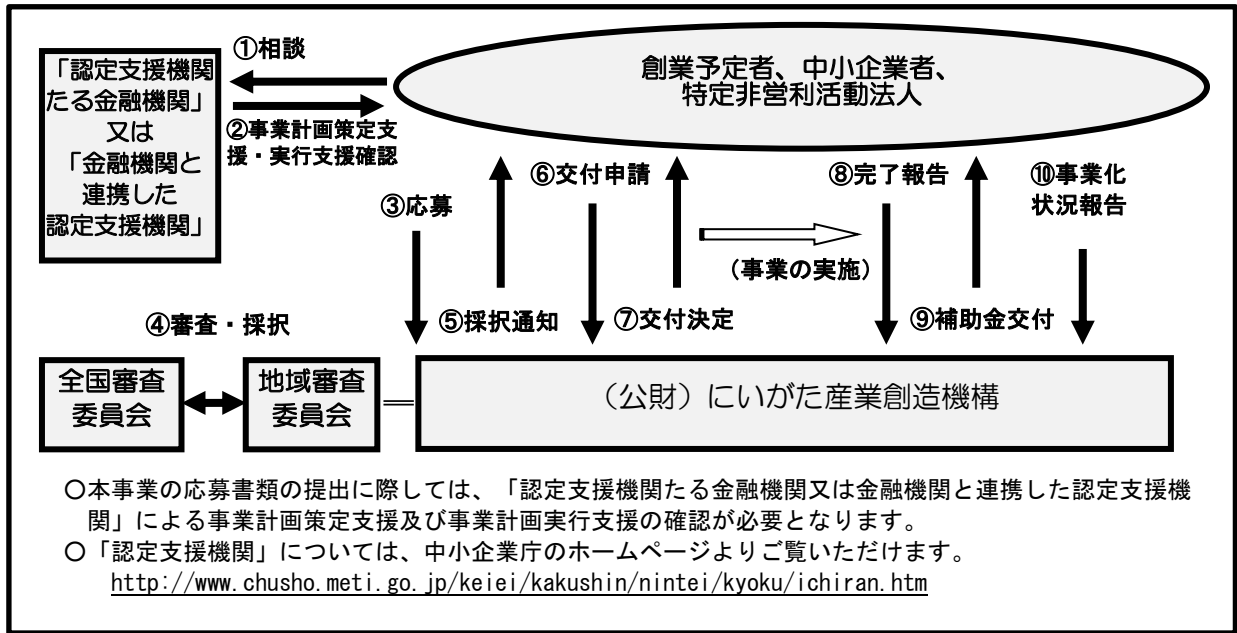 ①相談
「認定支援機関
たる金融機関」
又は
「金融機関と
連携した
認定支援機関」
②事業計画策定支
援・実行支援確認
創業予定者、中小企業者、
特定非営利活動法人
③応募
④審査・採択
⑤採択通知
⑥交付申請
⑦交付決定
(事業の実施)
⑧完了報告
⑨補助金交付
⑩事業化
状況報告
全国審査
委員会
地域審査
委員会
(公財)にいがた産業創造機構
○本事業の応募書類の提出に際しては、「認定支援機関たる金融機関又は金融機関と連携した認定支援機
関」による事業計画策定支援及び事業計画実行支援の確認が必要となります。
○「認定支援機関」については、中小企業庁のホームページよりご覧いただけます。
http://www.chusho.meti.go.jp/keiei/kakushin/nintei/kyoku/ichiran.htm